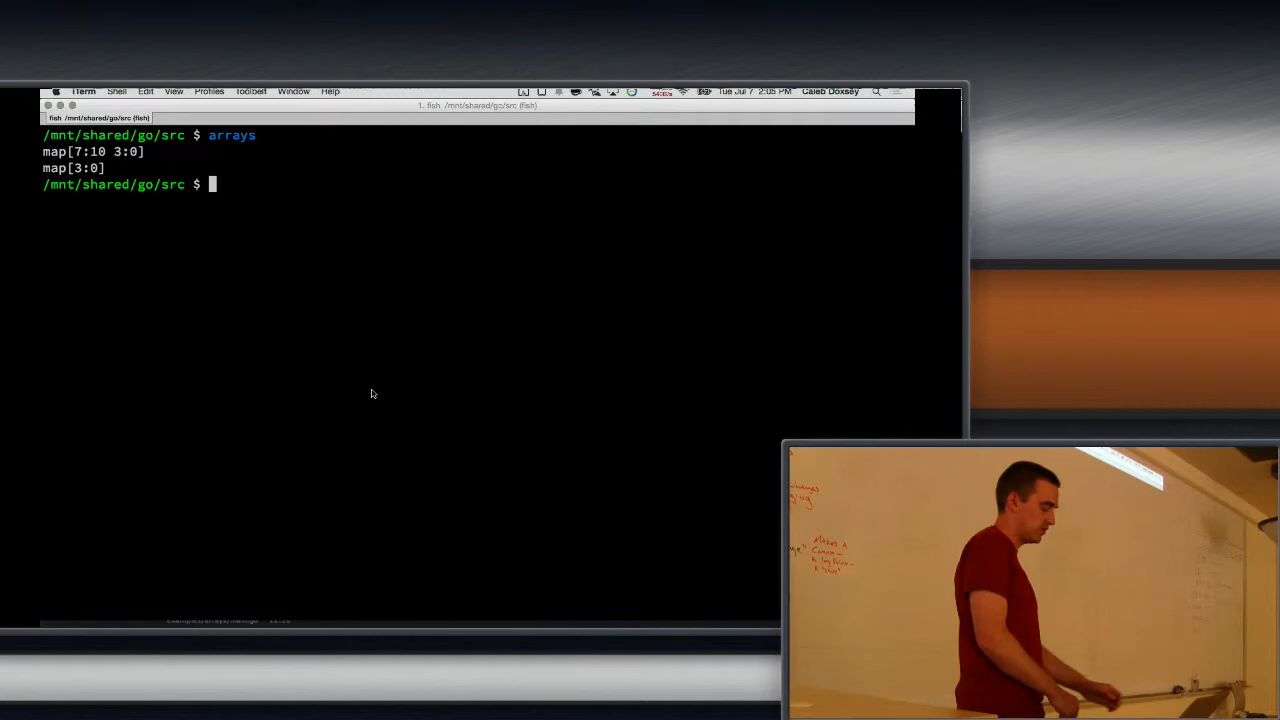 iTerm Shell Edit View Profiles Toolbelt Window Help Tue Jul 7 2:05 PM Caleb Doxsey
1. fish /mnt/shared/go/src (fish)
fish /mnt/shared/go/src (fish)
/mnt/shared/go/src $ arrays
map[7:10 3:0]
map[3:0]
/mnt/shared/go/src $
MAKES A